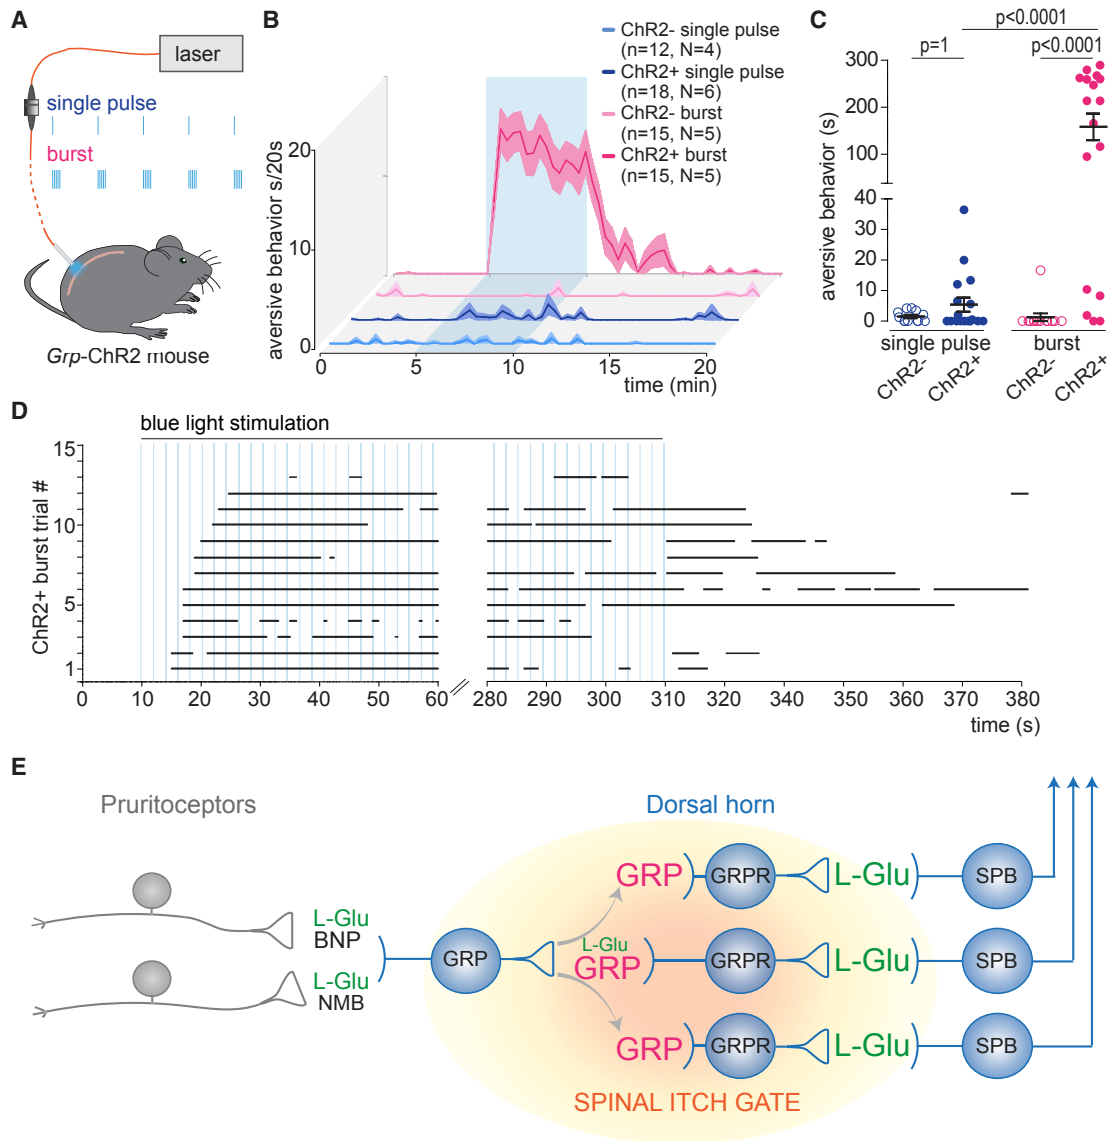 A
laser
single pulse
burst
Grp-ChR2 mouse
B
ChR2- single pulse
(n=12, N=4)
ChR2+ single pulse
(n=18, N=6)
ChR2- burst
(n=15, N=5)
ChR2+ burst
(n=15, N=5)
aversive behavior s/20s
20
10
0
0 5 10 15 20
time (min)
C
p<0.0001
p=1 p<0.0001
aversive behavior (s)
300
200
100
40
30
20
10
0
single pulse burst
ChR2- ChR2+ ChR2- ChR2+
D
blue light stimulation
ChR2+ burst trial #
15
10
5
1
0 10 20 30 40 50 60 280 290 300 310 320 330 340 350 360 370 380
time (s)
E
Pruritoceptors Dorsal horn
GRP GRPR L-Glu SPB
L-Glu
BNP
L-Glu
GRP GRP GRPR L-Glu SPB
L-Glu
NMB
GRP GRPR L-Glu SPB
SPINAL ITCH GATE